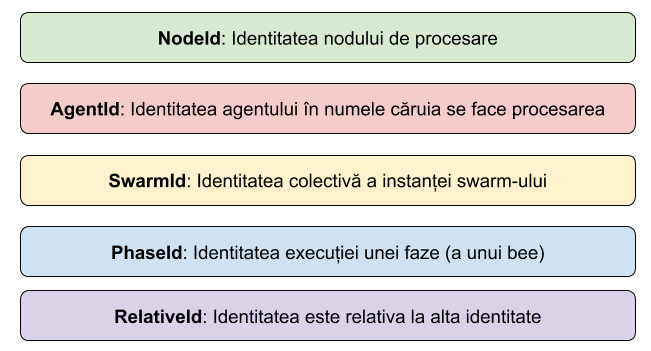 NodeId: Identitatea nodului de procesare
AgentId: Identitatea agentului în numele căruia se face procesarea
SwarmId: Identitatea colectivă a instanței swarm-ului
PhaseId: Identitatea execuției unei faze (a unui bee)
RelativeId: Identitatea este relativa la alta identitate